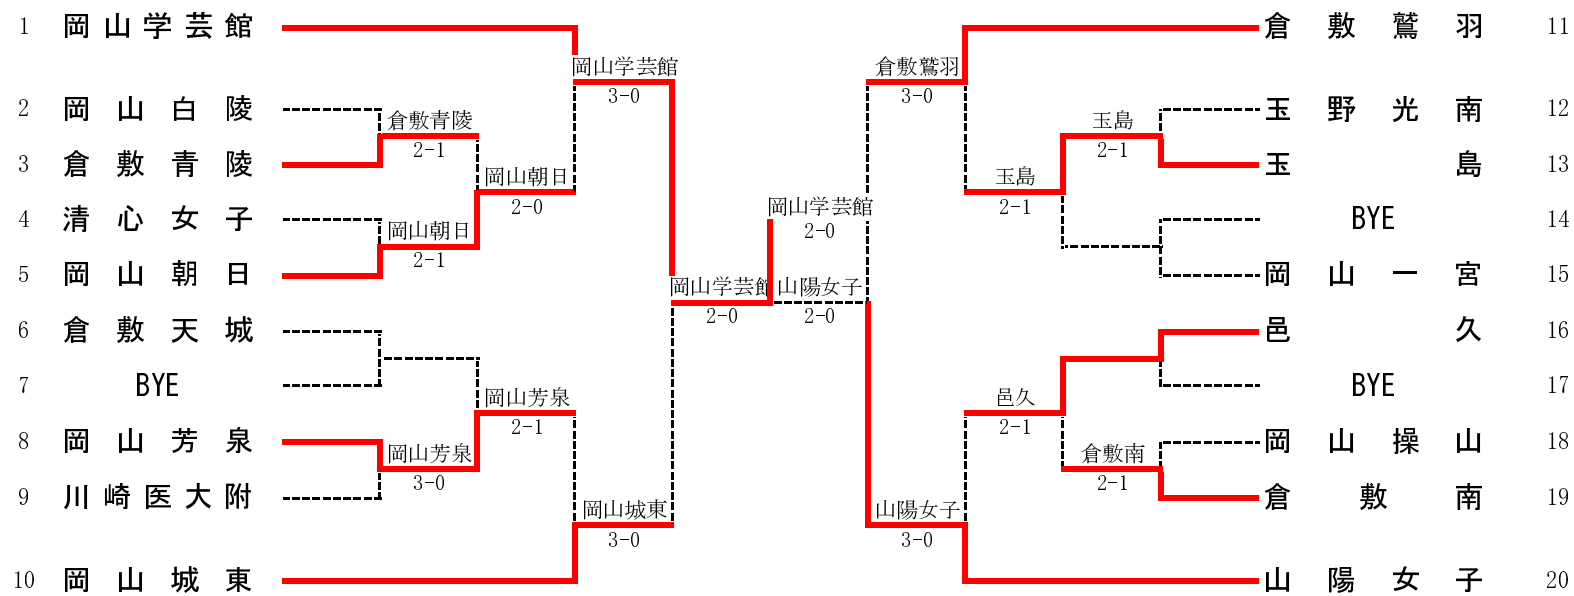 1 岡山学芸館
2 岡山白陵
3 倉敷青陵
4 清心女子
5 岡山朝日
6 倉敷天城
7 BYE
8 岡山芳泉
9 川崎医大附
10 岡山城東
倉敷青陵
2-1
岡山朝日
2-1
岡山芳泉
3-0
岡山朝日
2-0
岡山芳泉
2-1
岡山学芸館
3-0
岡山城東
3-0
岡山学芸館
2-0
岡山学芸館
2-0
山陽女子
2-0
倉敷鷲羽
3-0
山陽女子
3-0
玉島
2-1
邑久
2-1
玉島
2-1
倉敷南
2-1
倉敷鷲羽 11
玉野光南 12
玉島 13
BYE 14
岡山一宮 15
邑久 16
BYE 17
岡山操山 18
倉敷南 19
山陽女子 20